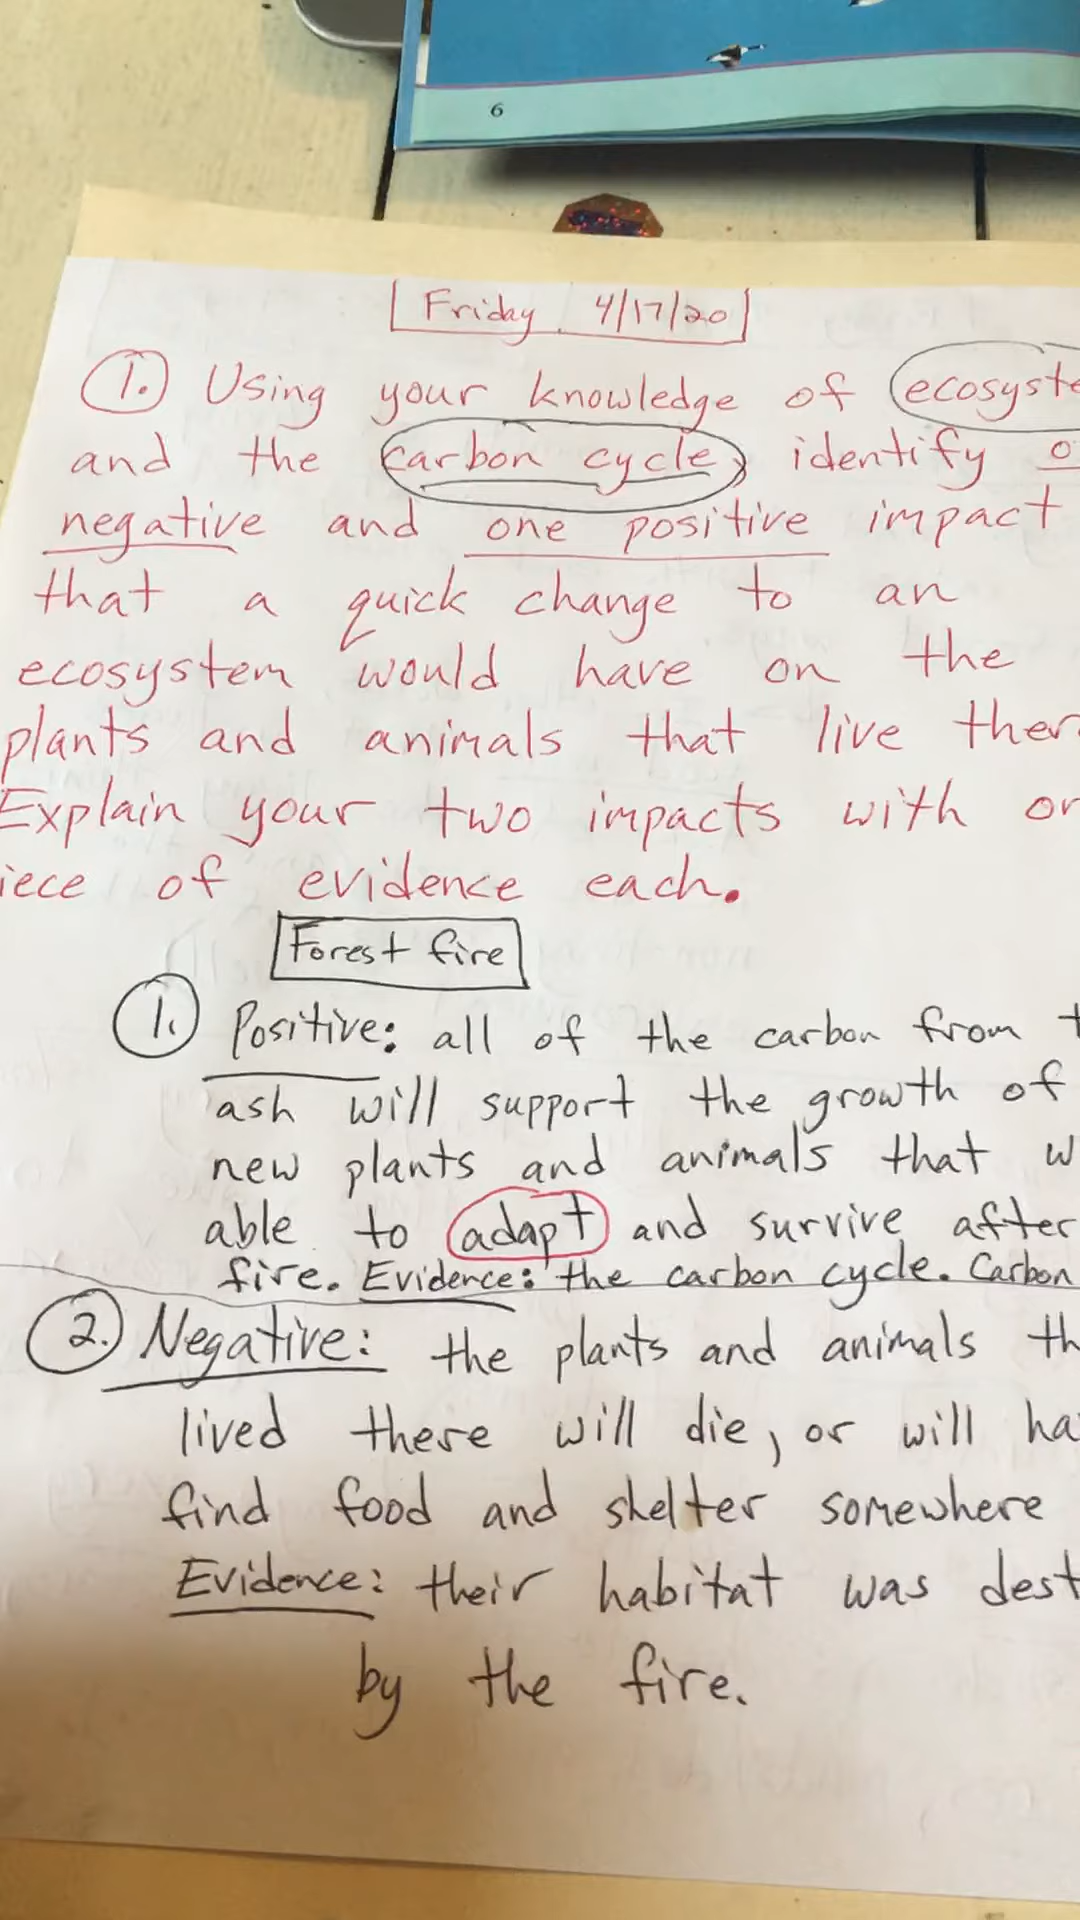 6
Friday 4/17/20
1. Using your knowledge of ecosyste
and the carbon cycle, identify o
negative and one positive impact
that a quick change to an
ecosystem would have on the
plants and animals that live ther
Explain your two impacts with on
iece of evidence each.
Forest fire
1. Positive: all of the carbon from t
ash will support the growth of
new plants and animals that w
able to adapt and survive after
fire. Evidence: the carbon cycle. Carbon
2. Negative: the plants and animals th
lived there will die, or will ha
find food and shelter somewhere
Evidence: their habitat was dest
by the fire.